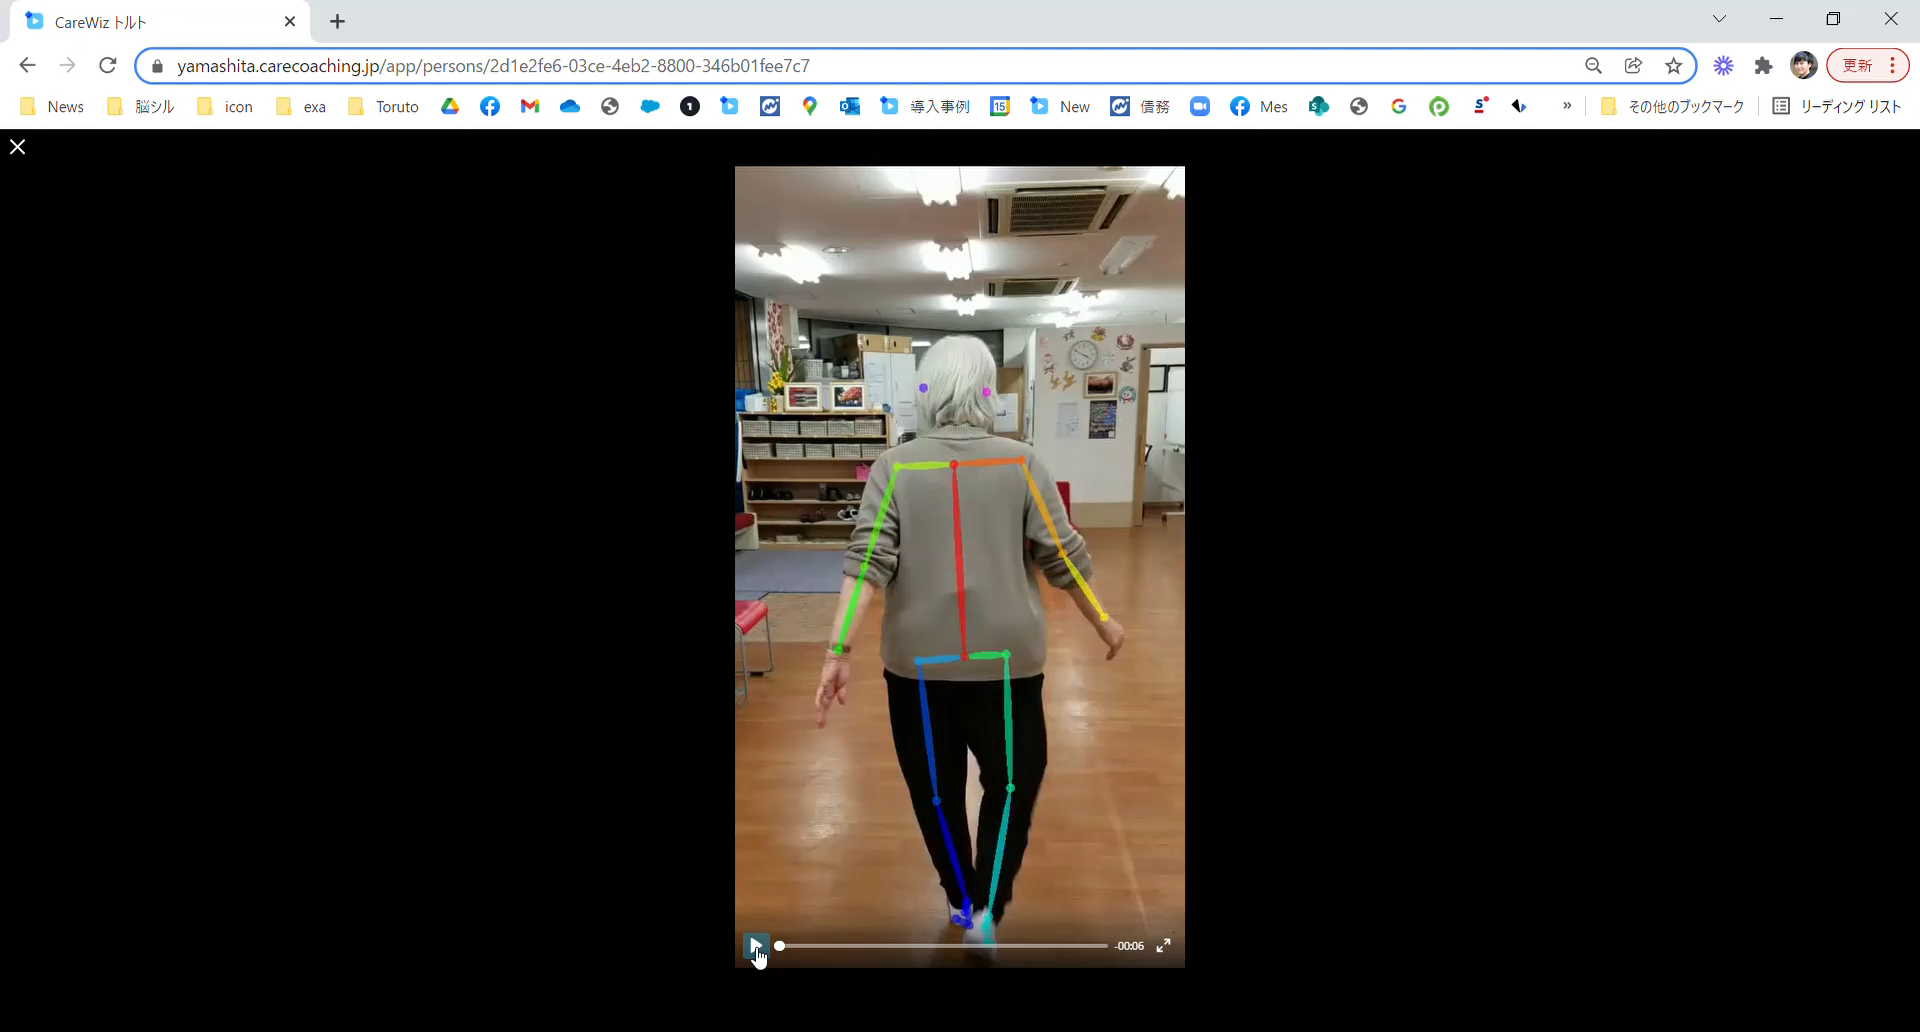 CareWiz トルト
yamashita.carecoaching.jp/app/persons/2d1e2fe6-03ce-4eb2-8800-346b01fee7c7
更新
News 脳シル icon exa Toruto 1 導入事例 15 New 債務 Mes » その他のブックマーク リーディング リスト
-00:06